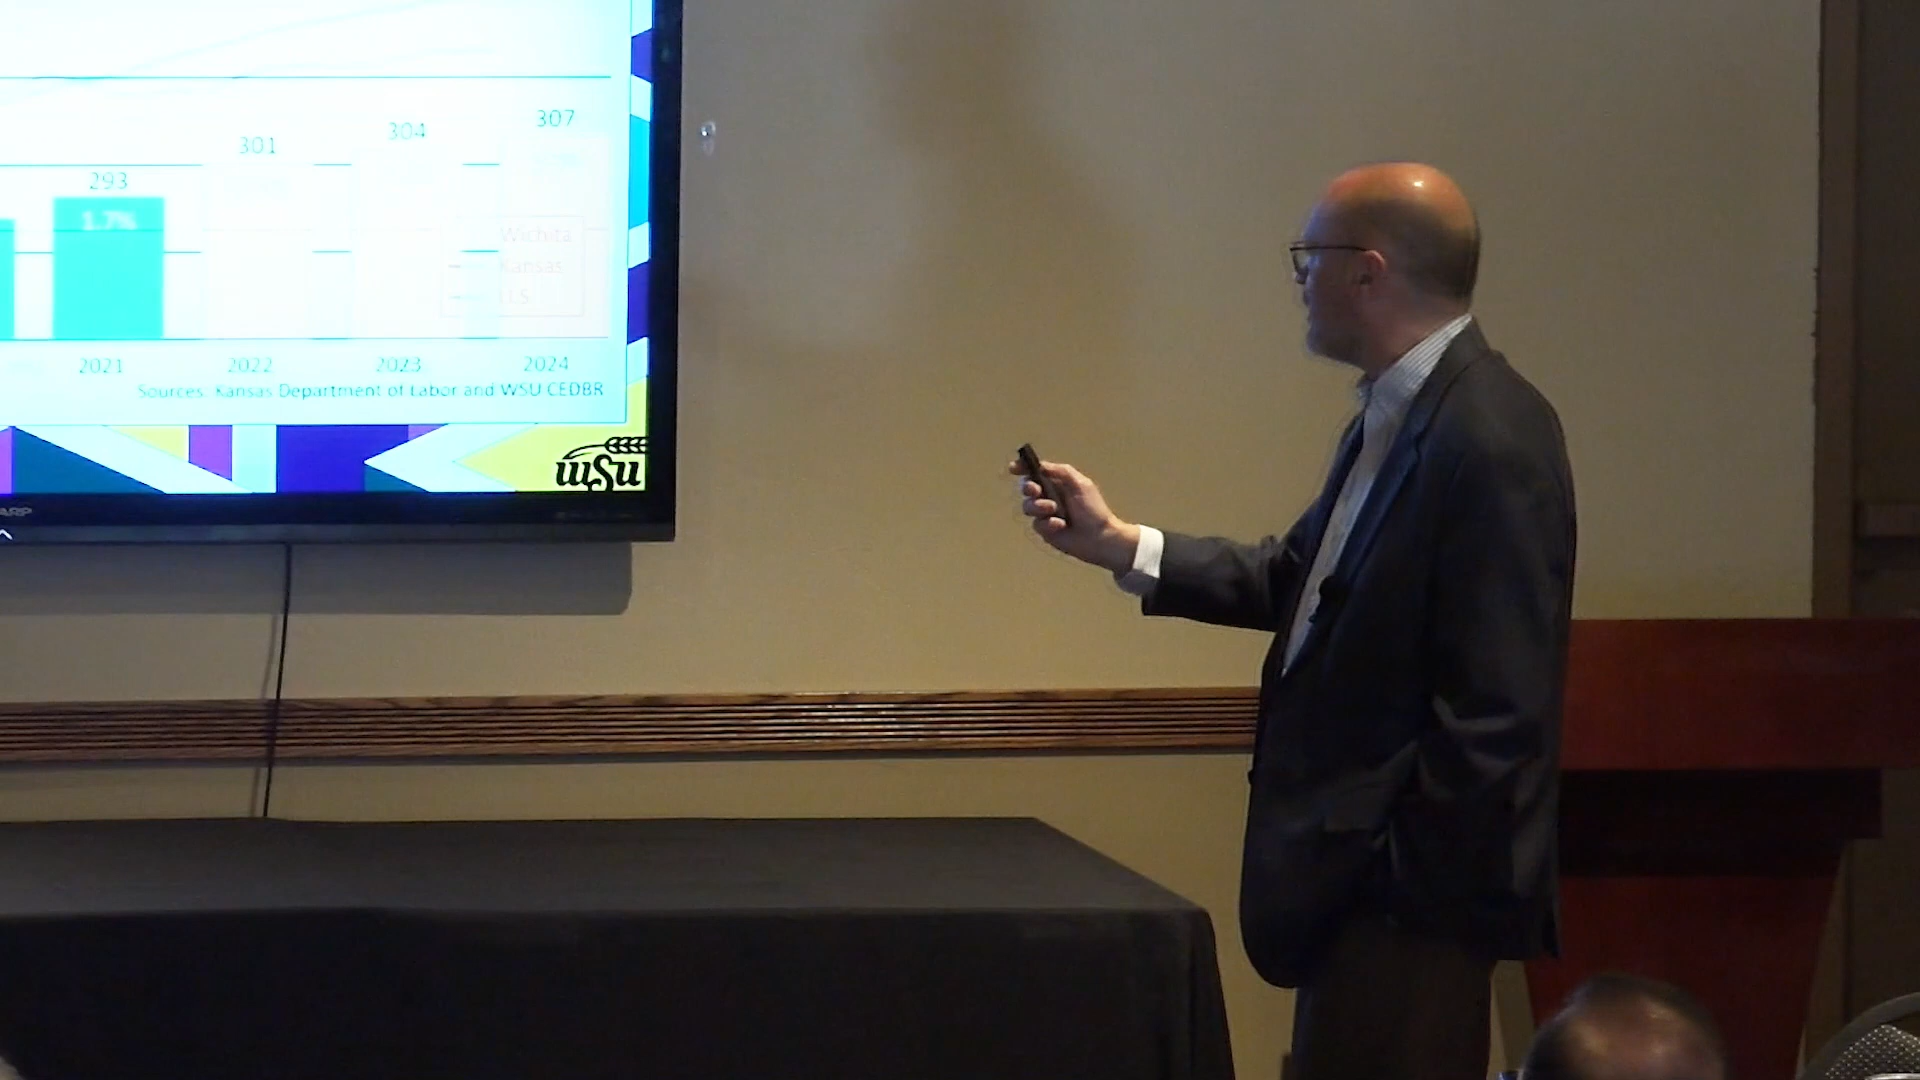 307
304
301
293
1.7%
Wichita
Kansas
U.S
2021 2022 2023 2024
Sources: Kansas Department of Labor and WSU CEDBR
wsu
ARP